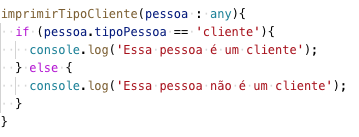 imprimirTipoCliente(pessoa : any){
if (pessoa.tipoPessoa == 'cliente'){
console.log('Essa pessoa é um cliente');
} else {
console.log('Essa pessoa não é um cliente');
}
}